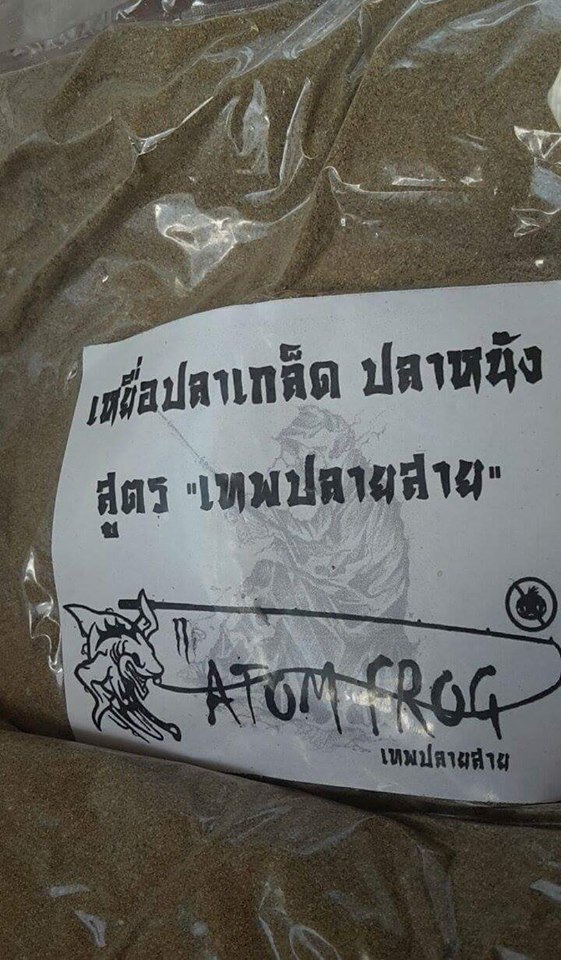 เหยื่อปลาเกล็ด ปลาหนัง
สูตร "เทพปลายสาย"
ATOM FROG
เทพปลายสาย